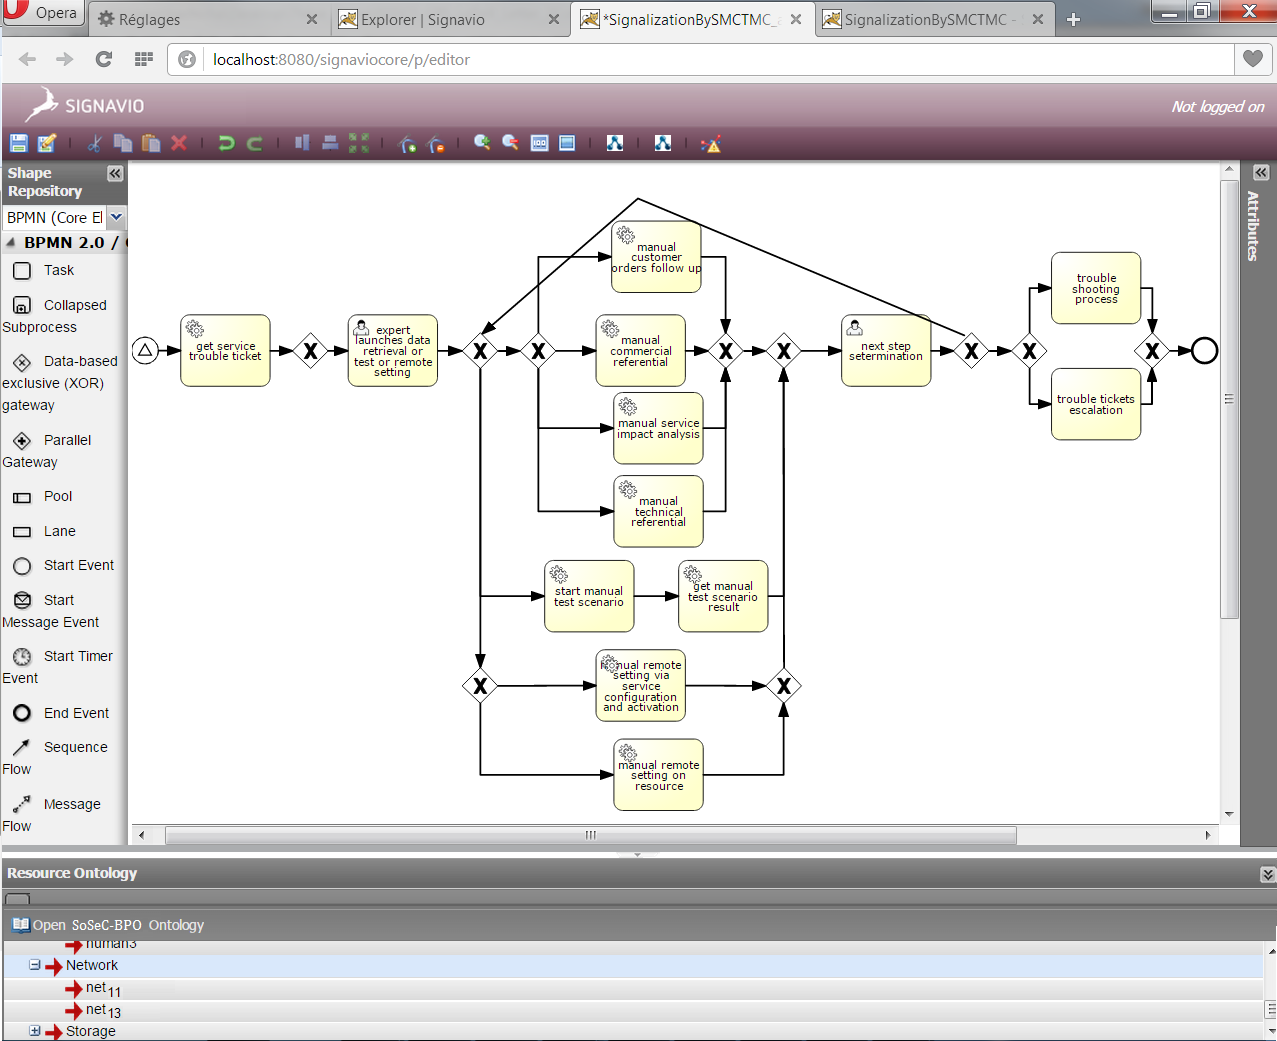 Opera
Réglages
Explorer | Signavio
*SignalizationBySMCTMC_a
SignalizationBySMCTMC -
localhost:8080/signaviocore/p/editor
SIGNAVIO
Not logged on
Shape
Repository
BPMN (Core El
BPMN 2.0 /
Task
Collapsed
Subprocess
Data-based
exclusive (XOR)
gateway
Parallel
Gateway
Pool
Lane
Start Event
Start
Message Event
Start Timer
Event
End Event
Sequence
Flow
Message
Flow
get service
trouble ticket
expert
launches data
retrieval or
test or remote
setting
manual
customer
orders follow up
manual
commercial
referential
manual service
impact analysis
manual
technical
referential
start manual
test scenario
get manual
test scenario
result
Manual remote
setting via
service
configuration
and activation
manual remote
setting on
resource
next step
setermination
trouble
shooting
process
trouble tickets
escalation
Attributes
Resource Ontology
Open SoSeC-BPO Ontology
human3
Network
net11
net13
Storage